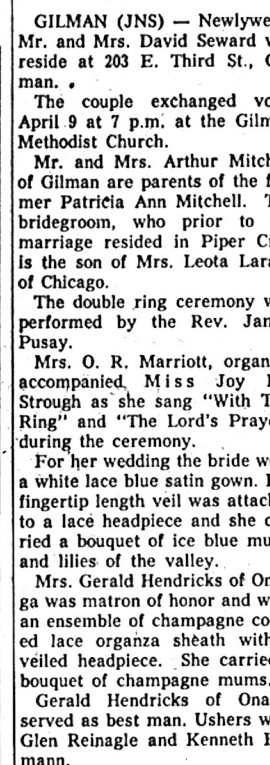 GILMAN (JNS) — Newlywe
Mr. and Mrs. David Seward
reside at 203 E. Third St.,
man.
The couple exchanged vo
April 9 at 7 p.m. at the Gilm
Methodist Church.
Mr. and Mrs. Arthur Mitch
of Gilman are parents of the f
mer Patricia Ann Mitchell. T
bridegroom, who prior to
marriage resided in Piper Ci
is the son of Mrs. Leota Lara
of Chicago.
The double ring ceremony w
performed by the Rev. Jam
Pusay.
Mrs. O. R. Marriott, organ
accompanied Miss Joy
Strough as she sang "With T
Ring" and "The Lord's Praye
during the ceremony.
For her wedding the bride w
a white lace blue satin gown.
fingertip length veil was attac
to a lace headpiece and she c
ried a bouquet of ice blue mu
and lilies of the valley.
Mrs. Gerald Hendricks of On
ga was matron of honor and w
an ensemble of champagne co
ed lace organza sheath with
veiled headpiece. She carrie
bouquet of champagne mums.
Gerald Hendricks of Ona
served as best man. Ushers w
Glen Reinagle and Kenneth
mann.